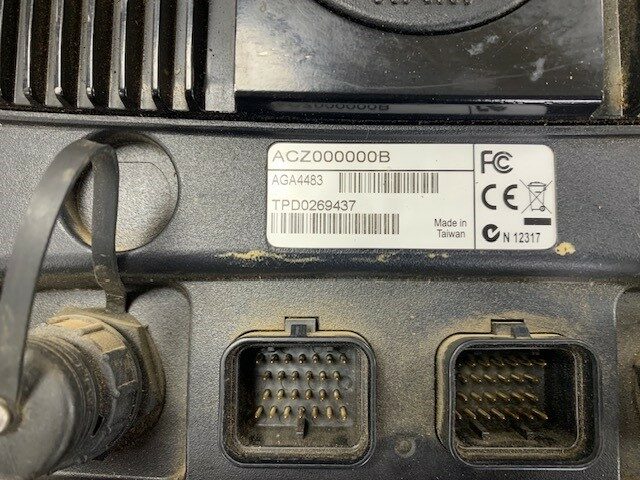 ACZ000000B
AGA4483
TPD0269437
Made in
Taiwan
FC
CE
N 12317